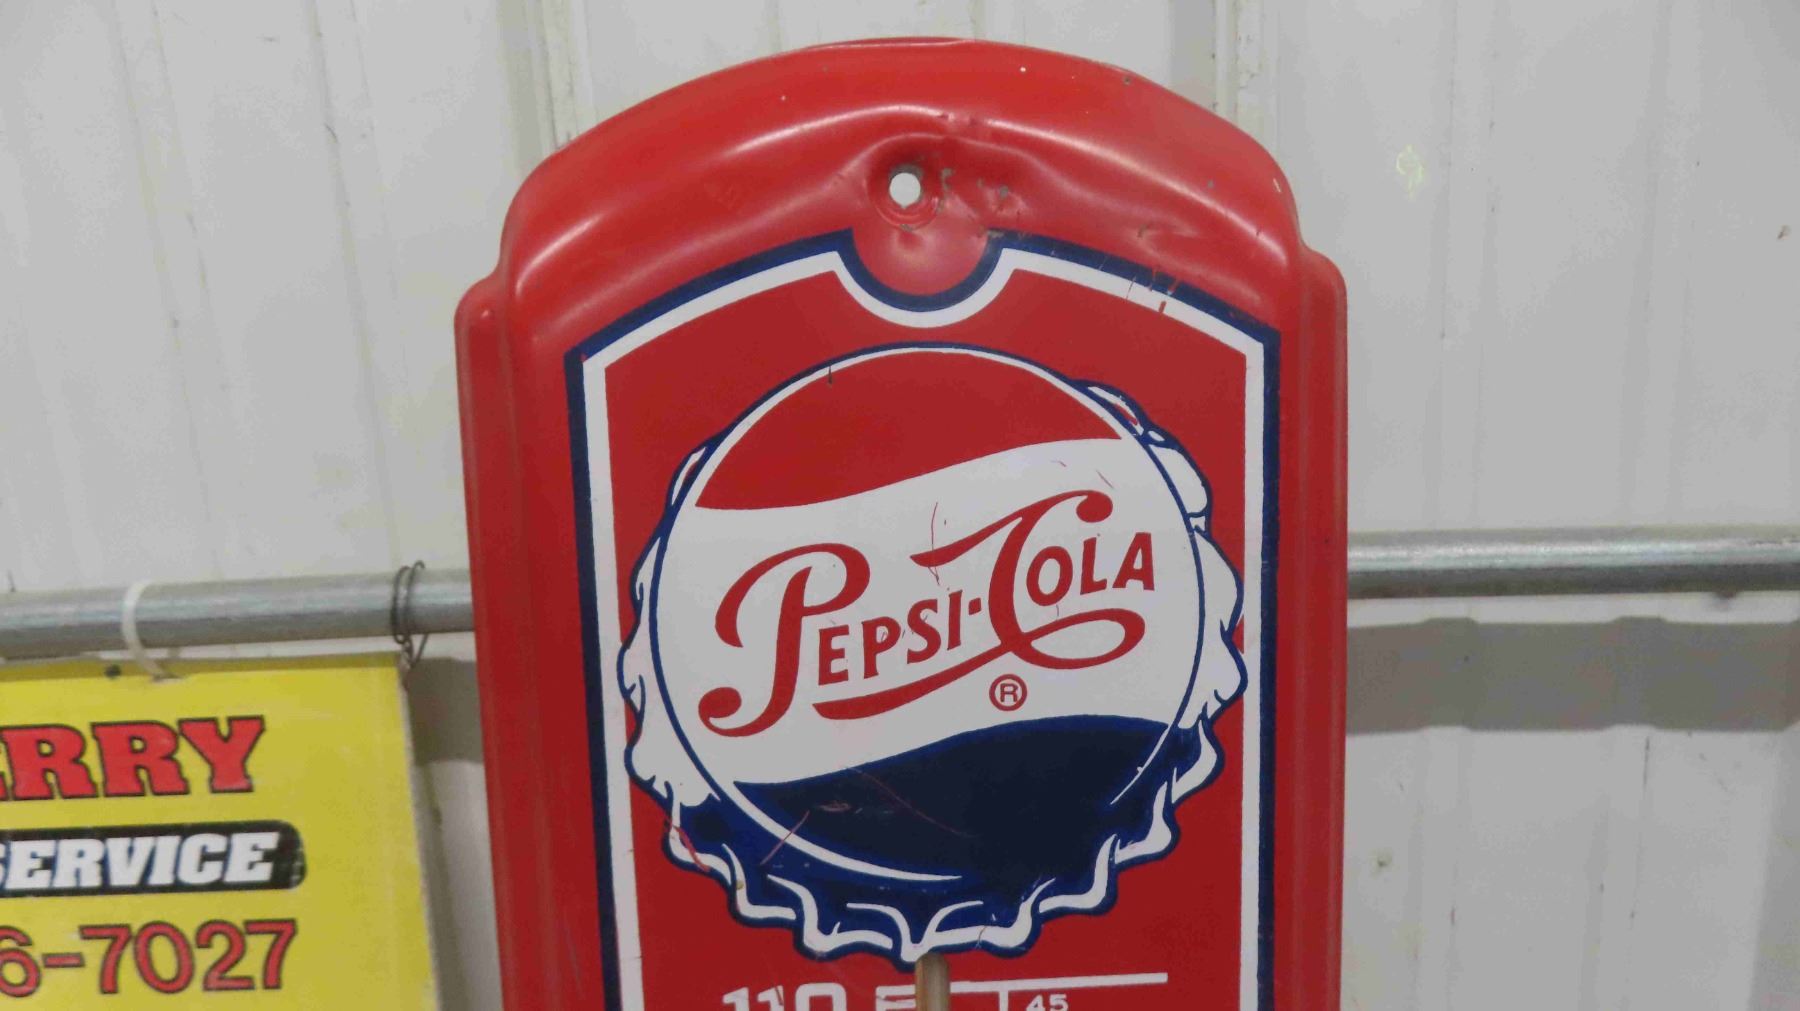 PEPSI-COLA
®
110
45
ERRY
SERVICE
6-7027